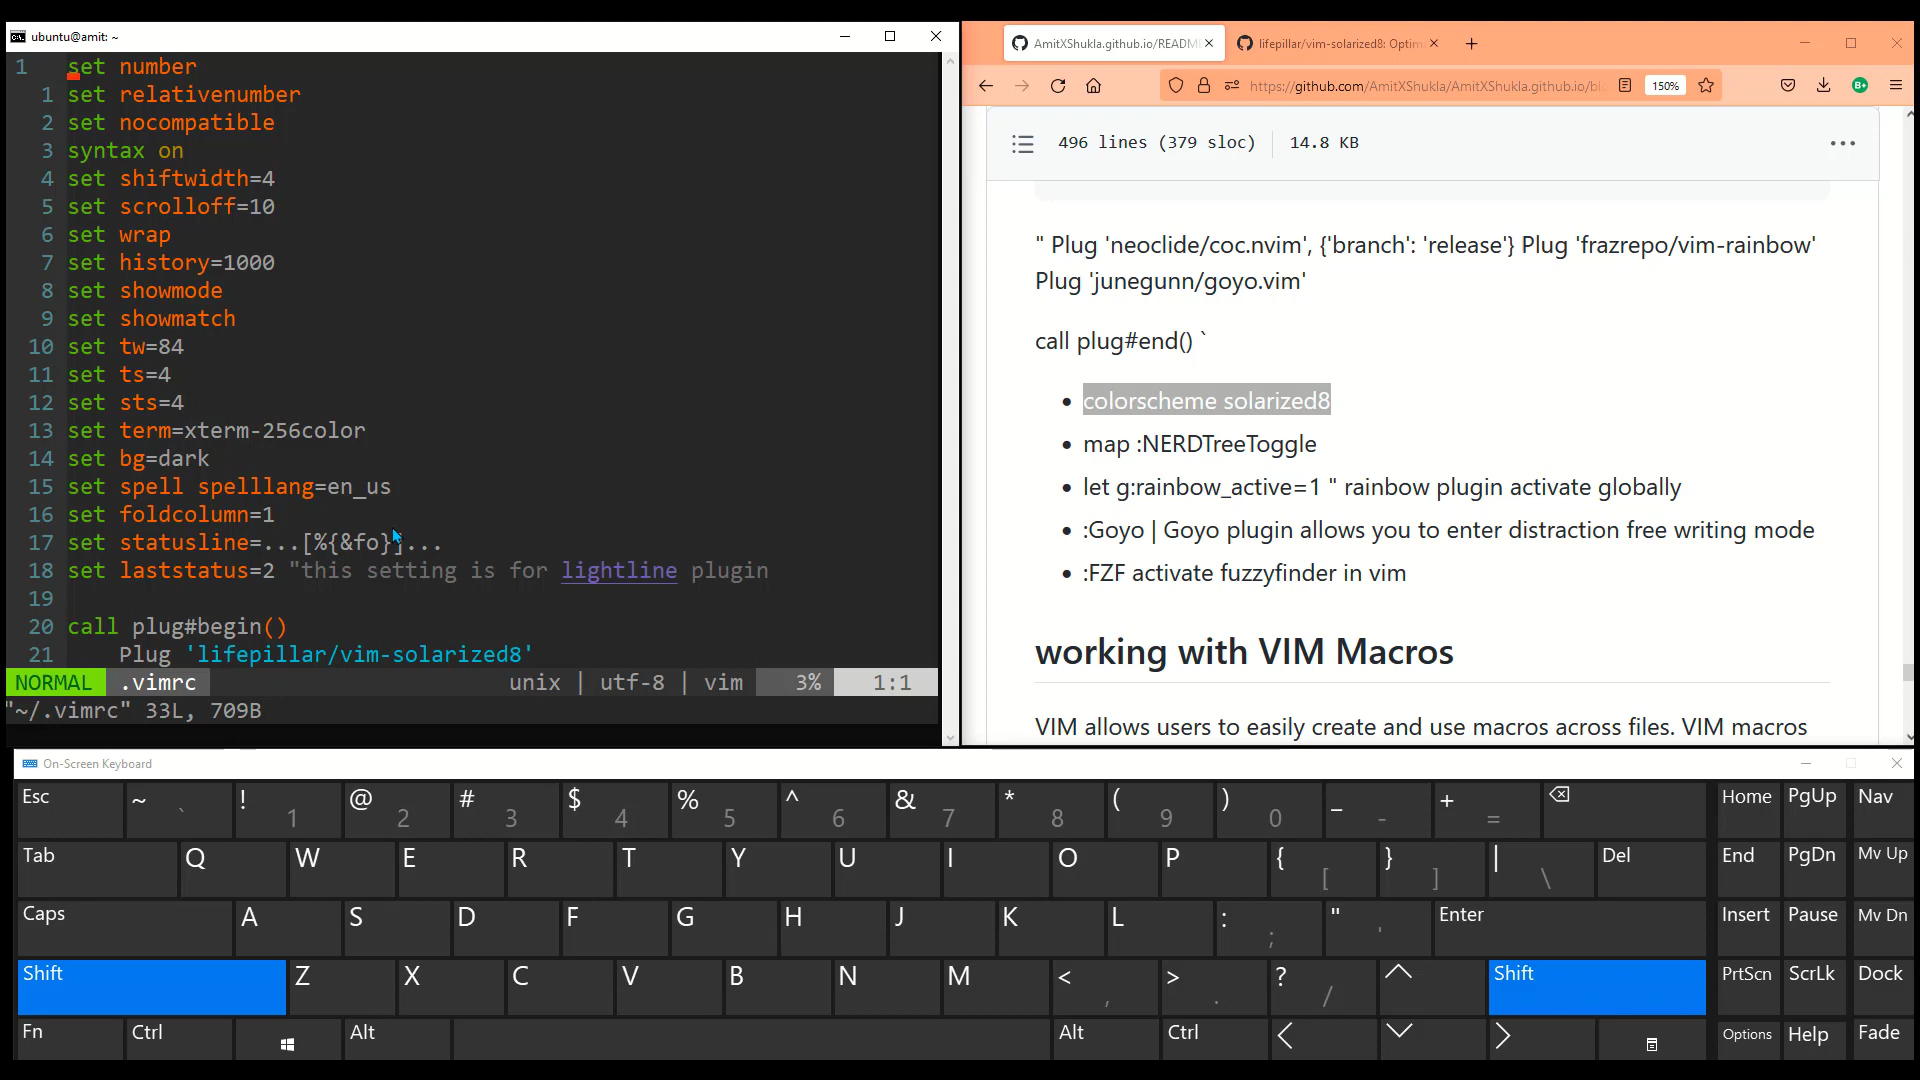 ubuntu@amit: ~
1 set number
1 set relativenumber
2 set nocompatible
3 syntax on
4 set shiftwidth=4
5 set scrolloff=10
6 set wrap
7 set history=1000
8 set showmode
9 set showmatch
10 set tw=84
11 set ts=4
12 set sts=4
13 set term=xterm-256color
14 set bg=dark
15 set spell spelllang=en_us
16 set foldcolumn=1
17 set statusline=...[%{&fo}]...
18 set laststatus=2 "this setting is for lightline plugin
19
20 call plug#begin()
21 Plug 'lifepillar/vim-solarized8'
NORMAL .vimrc unix | utf-8 | vim 3% 1:1
"~/.vimrc" 33L, 709B
AmitXShukla.github.io/READM
lifepillar/vim-solarized8: Optim
https://github.com/AmitXShukla/AmitXShukla.github.io/bl
150%
B+
496 lines (379 sloc) 14.8 KB
" Plug 'neoclide/coc.nvim', {'branch': 'release'} Plug 'frazrepo/vim-rainbow'
Plug 'junegunn/goyo.vim'
call plug#end() `
• colorscheme solarized8
• map :NERDTreeToggle
• let g:rainbow_active=1 " rainbow plugin activate globally
• :Goyo | Goyo plugin allows you to enter distraction free writing mode
• :FZF activate fuzzyfinder in vim
working with VIM Macros
VIM allows users to easily create and use macros across files. VIM macros
On-Screen Keyboard
Esc ~ ` ! 1 @ 2 # 3 $ 4 % 5 ^ 6 & 7 * 8 ( 9 ) 0 _ - + = Home PgUp Nav
Tab Q W E R T Y U I O P { [ } ] | \ Del End PgDn Mv Up
Caps A S D F G H J K L : ; " ' Enter Insert Pause Mv Dn
Shift Z X C V B N M < , > . ? / Shift PrtScn ScrLk Dock
Fn Ctrl Alt Alt Ctrl Options Help Fade